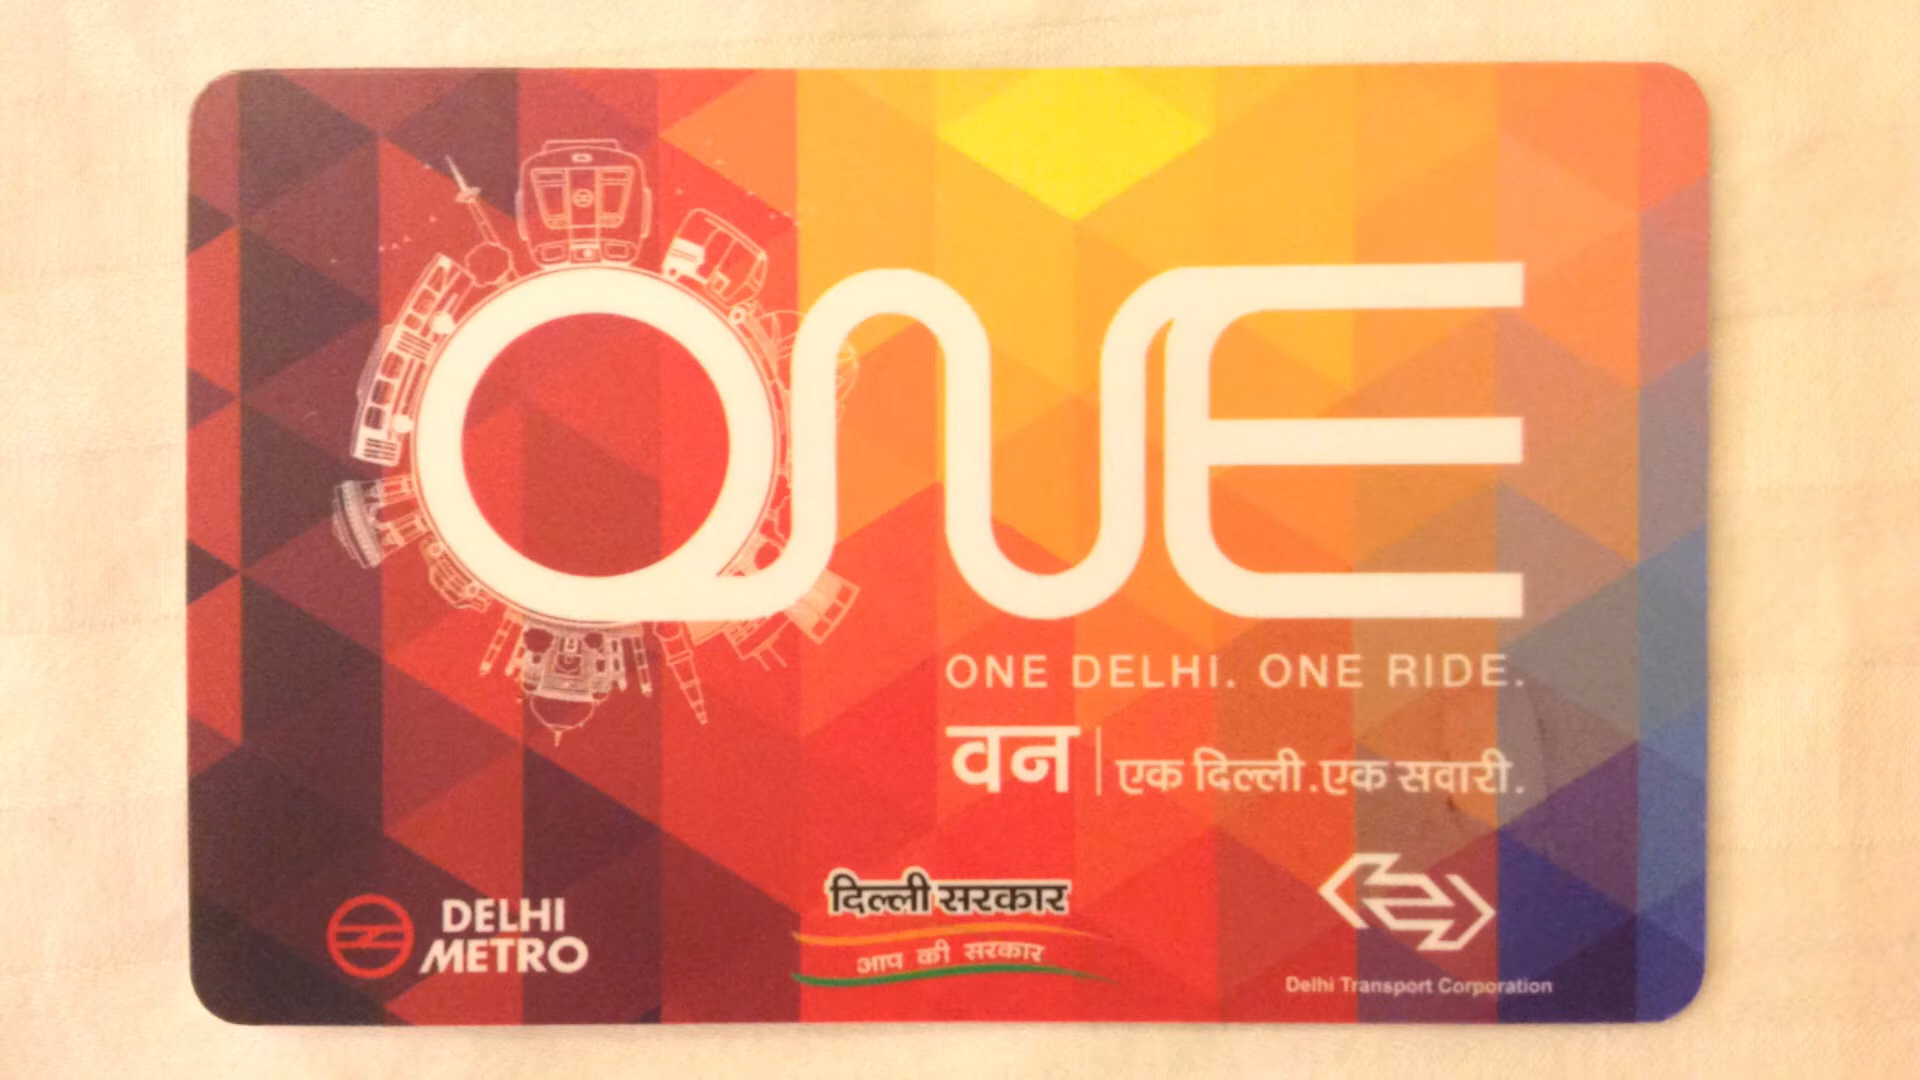 ONE
ONE DELHI. ONE RIDE.
वन | एक दिल्ली.एक सवारी.
DELHI
METRO
दिल्ली सरकार
आप की सरकार
Delhi Transport Corporation